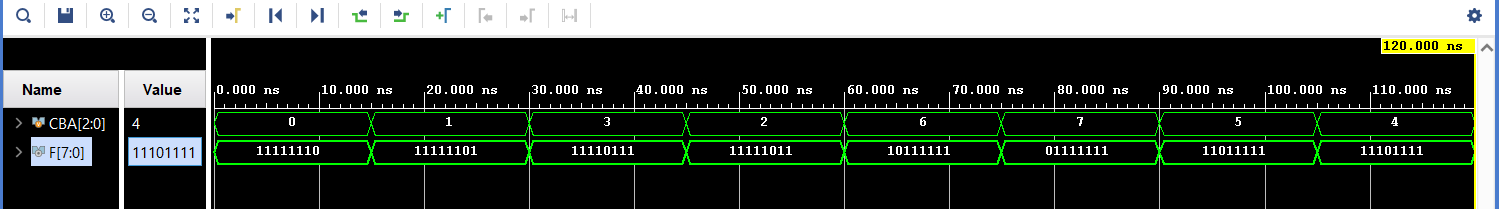 120.000 ns
Name Value 0.000 ns 10.000 ns 20.000 ns 30.000 ns 40.000 ns 50.000 ns 60.000 ns 70.000 ns 80.000 ns 90.000 ns 100.000 ns 110.000 ns
CBA[2:0] 4 0 1 3 2 6 7 5 4
F[7:0] 11101111 11111110 11111101 11110111 11111011 10111111 01111111 11011111 11101111